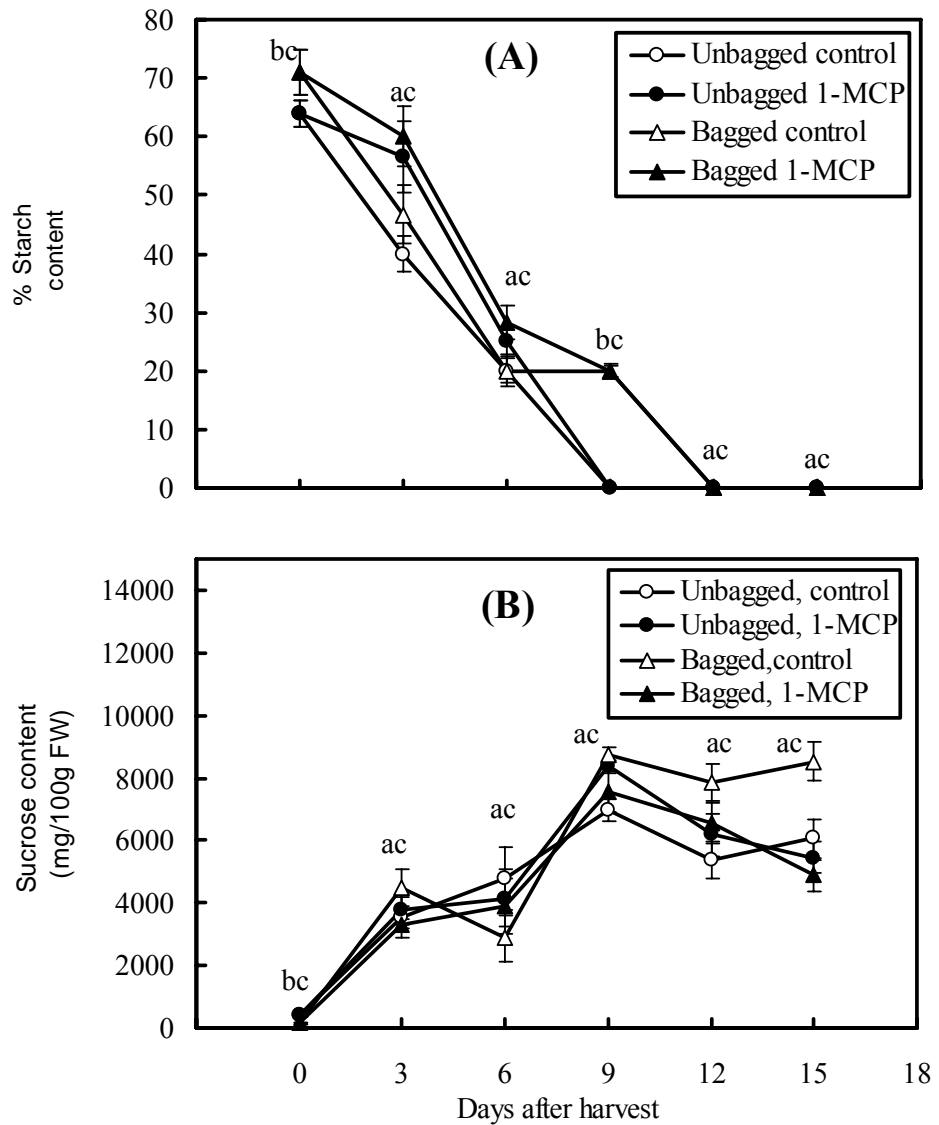 80
70
60
50
40
30
20
10
0
% Starch
content
(A)
Unbagged control
Unbagged 1-MCP
Bagged control
Bagged 1-MCP
bc
ac
ac
bc
ac
ac
14000
12000
10000
8000
6000
4000
2000
0
Sucrose content
(mg/100g FW)
(B)
Unbagged, control
Unbagged, 1-MCP
Bagged,control
Bagged, 1-MCP
bc
ac
ac
ac
ac
ac
0 3 6 9 12 15 18
Days after harvest